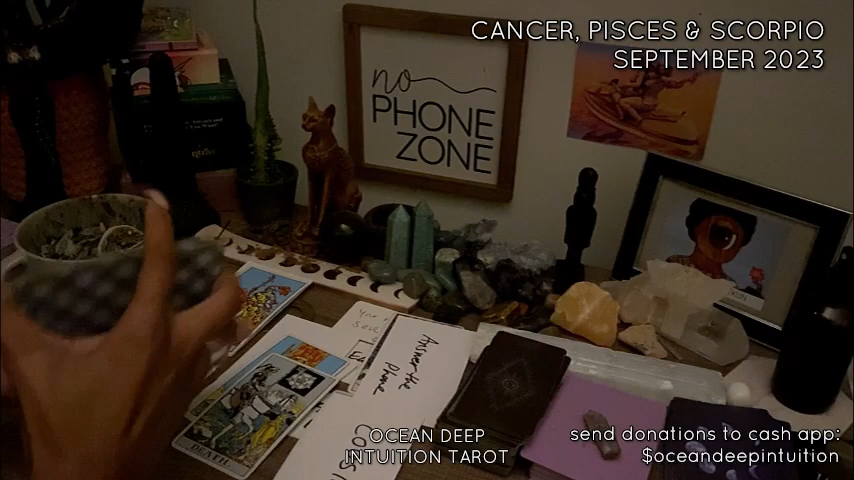 CANCER, PISCES & SCORPIO
SEPTEMBER 2023
no
PHONE
ZONE
Answer the
Phone
DEATH.
OCEAN DEEP
INTUITION TAROT
send donations to cash app:
$oceandeepintuition